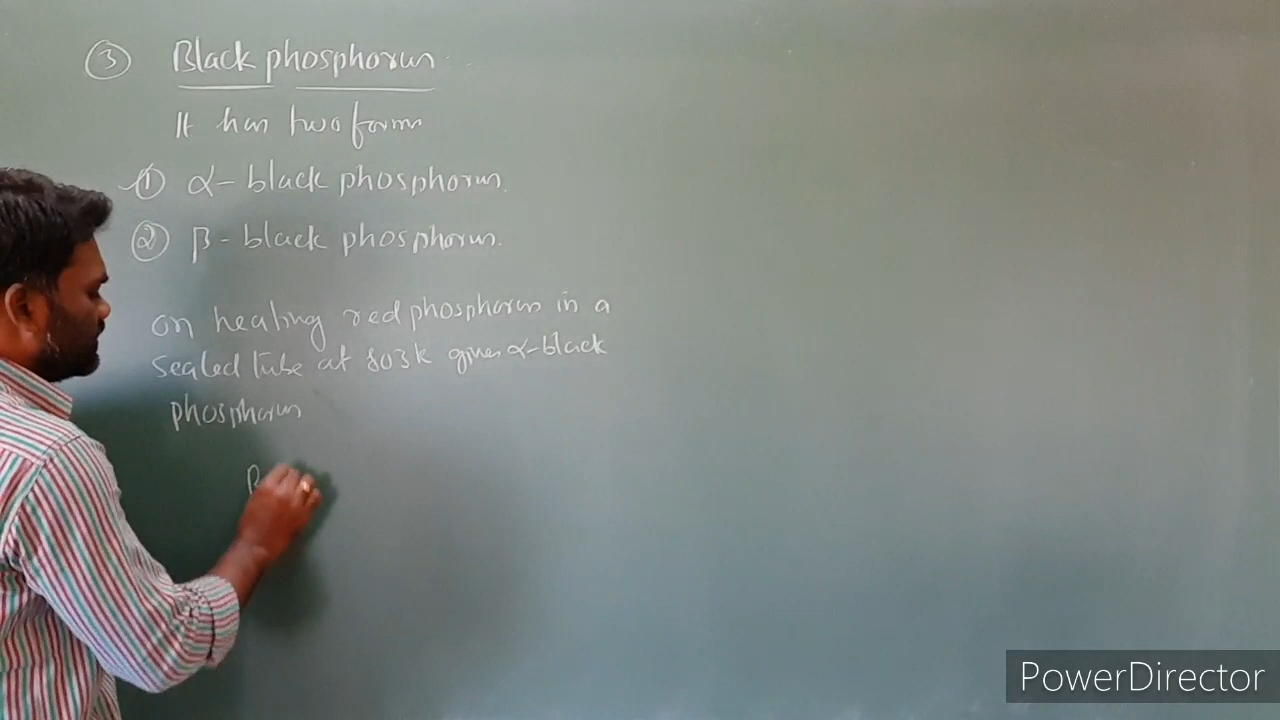 ③ Black phosphorus
It has two forms
① α-black phosphorus.
② β-black phosphorus.
on heating red phosphorus in a
sealed tube at 803k gives α-black
phosphorus
PowerDirector